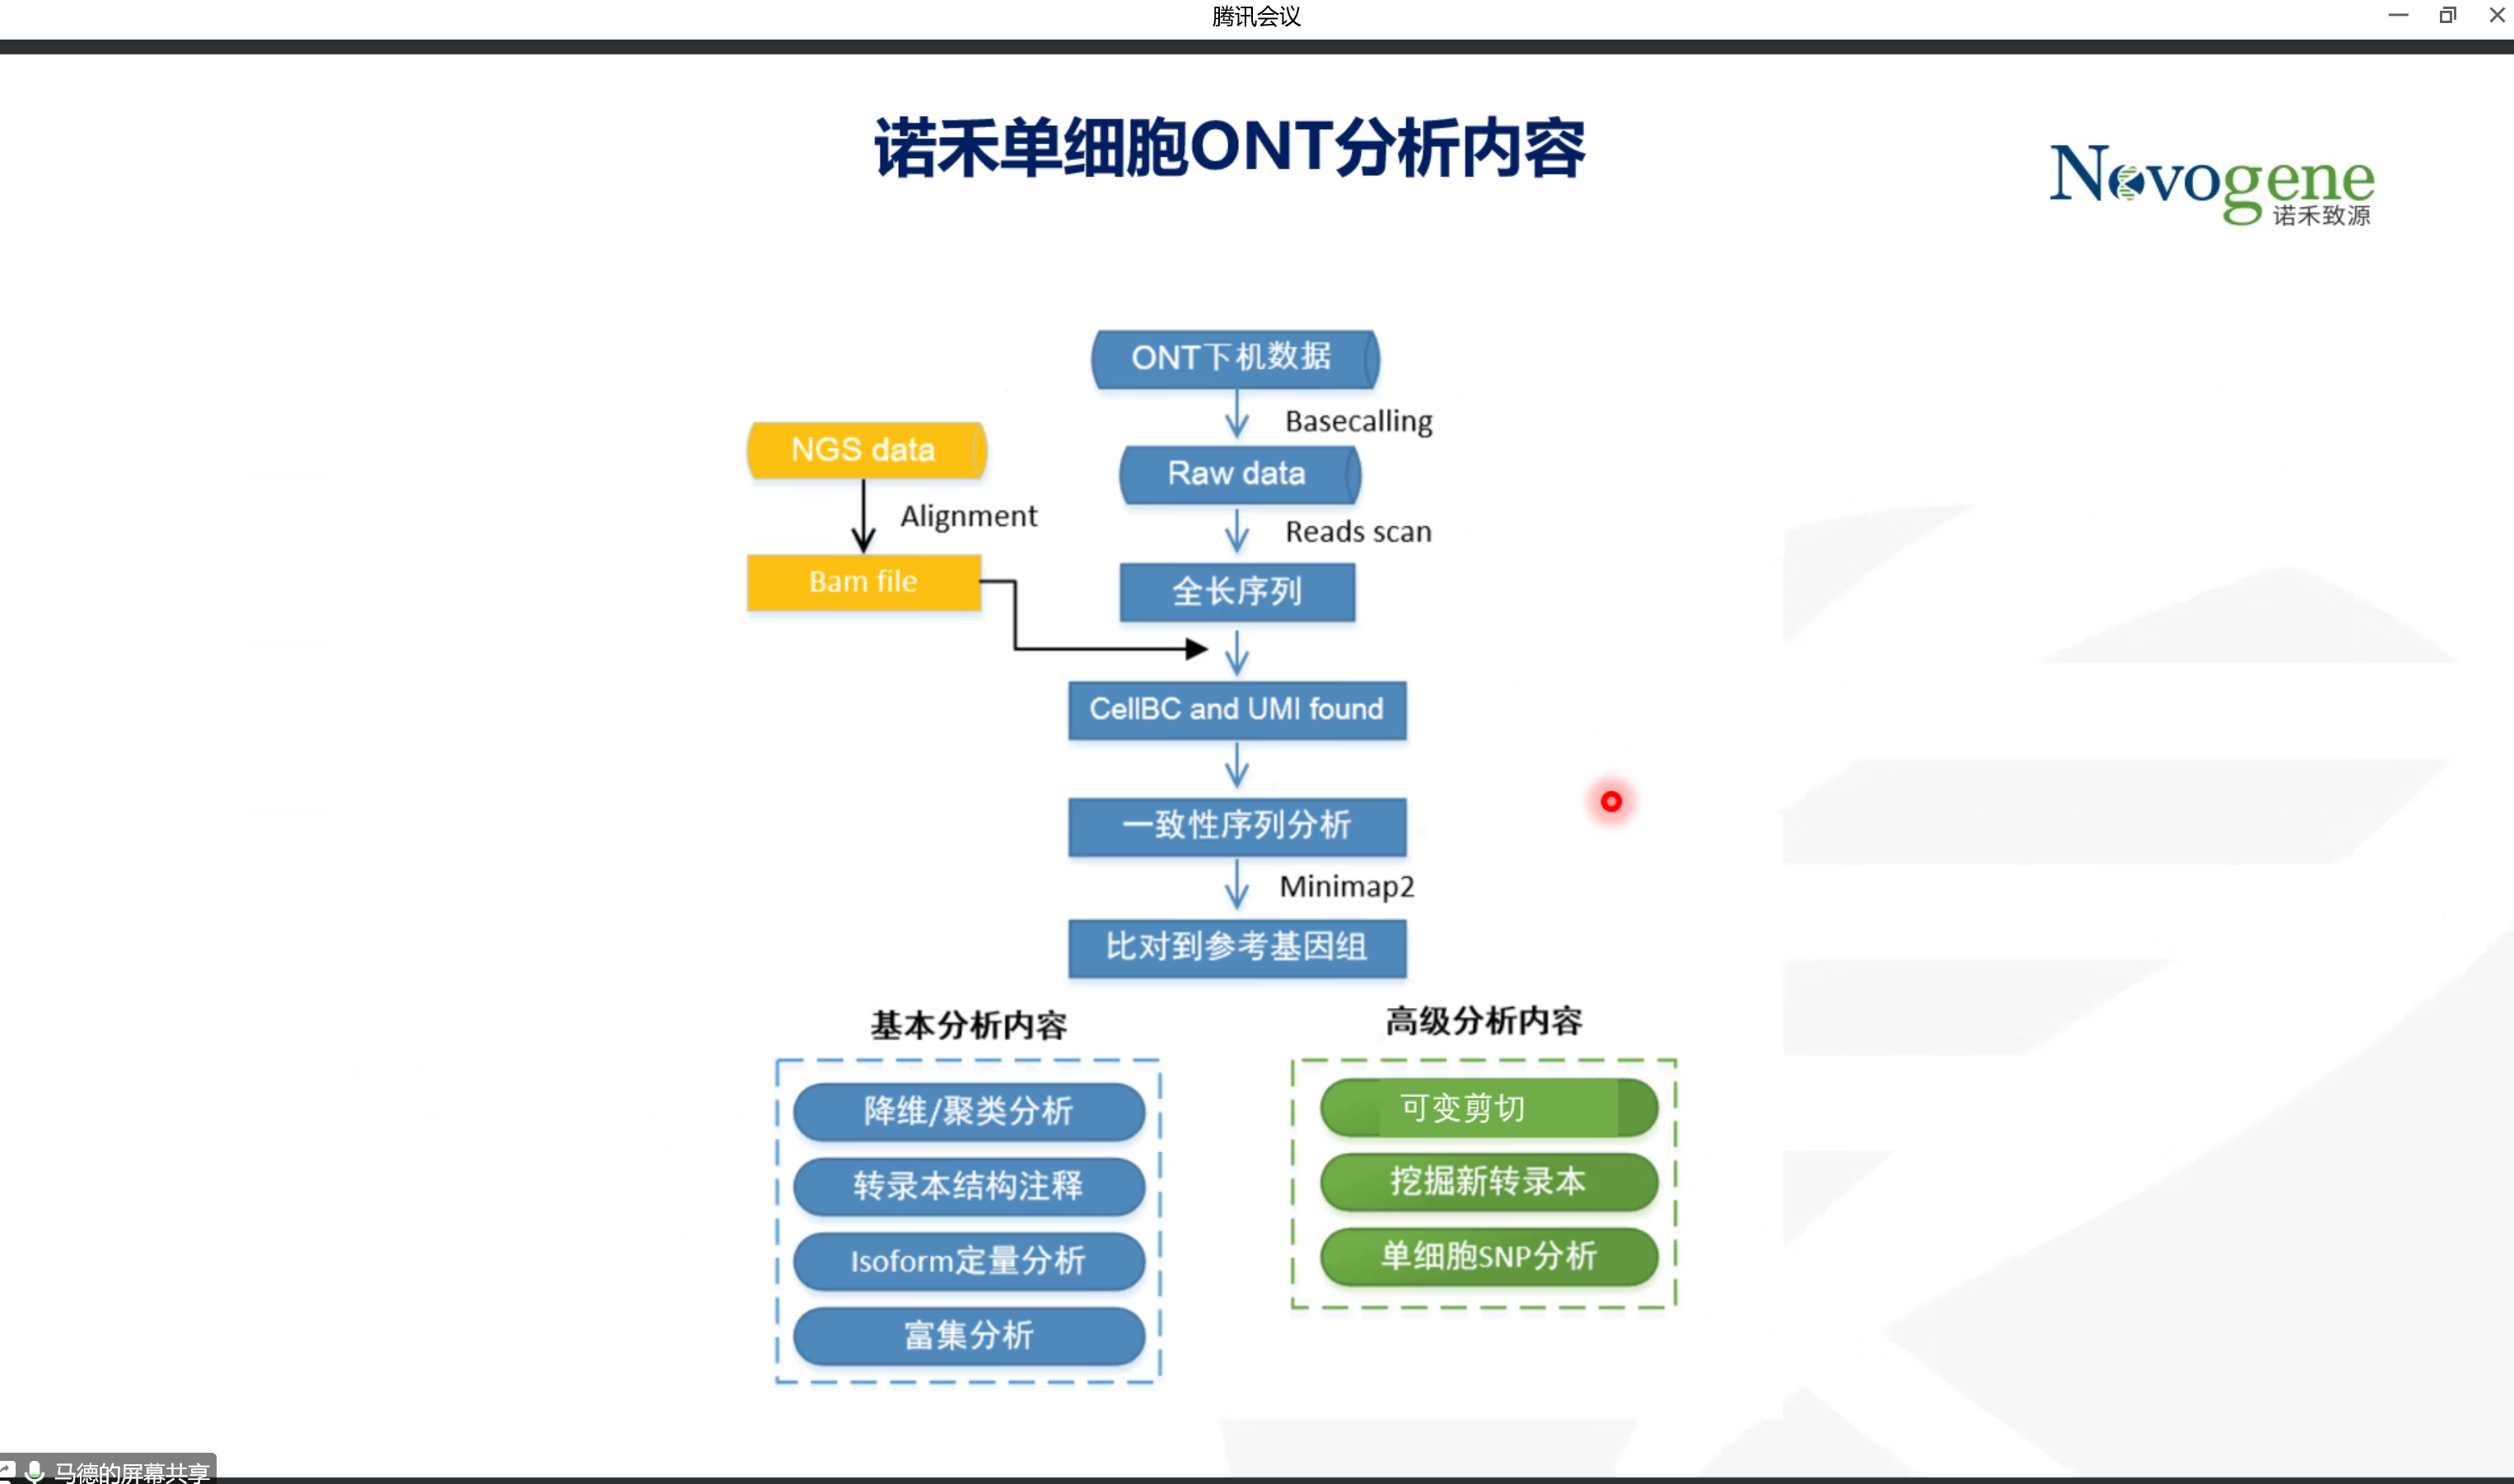 腾讯会议
诺禾单细胞ONT分析内容
Novogene
诺禾致源
ONT下机数据
Basecalling
NGS data
Raw data
Alignment
Reads scan
Bam file
全长序列
CellBC and UMI found
一致性序列分析
Minimap2
比对到参考基因组
基本分析内容
降维/聚类分析
转录本结构注释
Isoform定量分析
富集分析
高级分析内容
可变剪切
挖掘新转录本
单细胞SNP分析
马德的屏幕共享